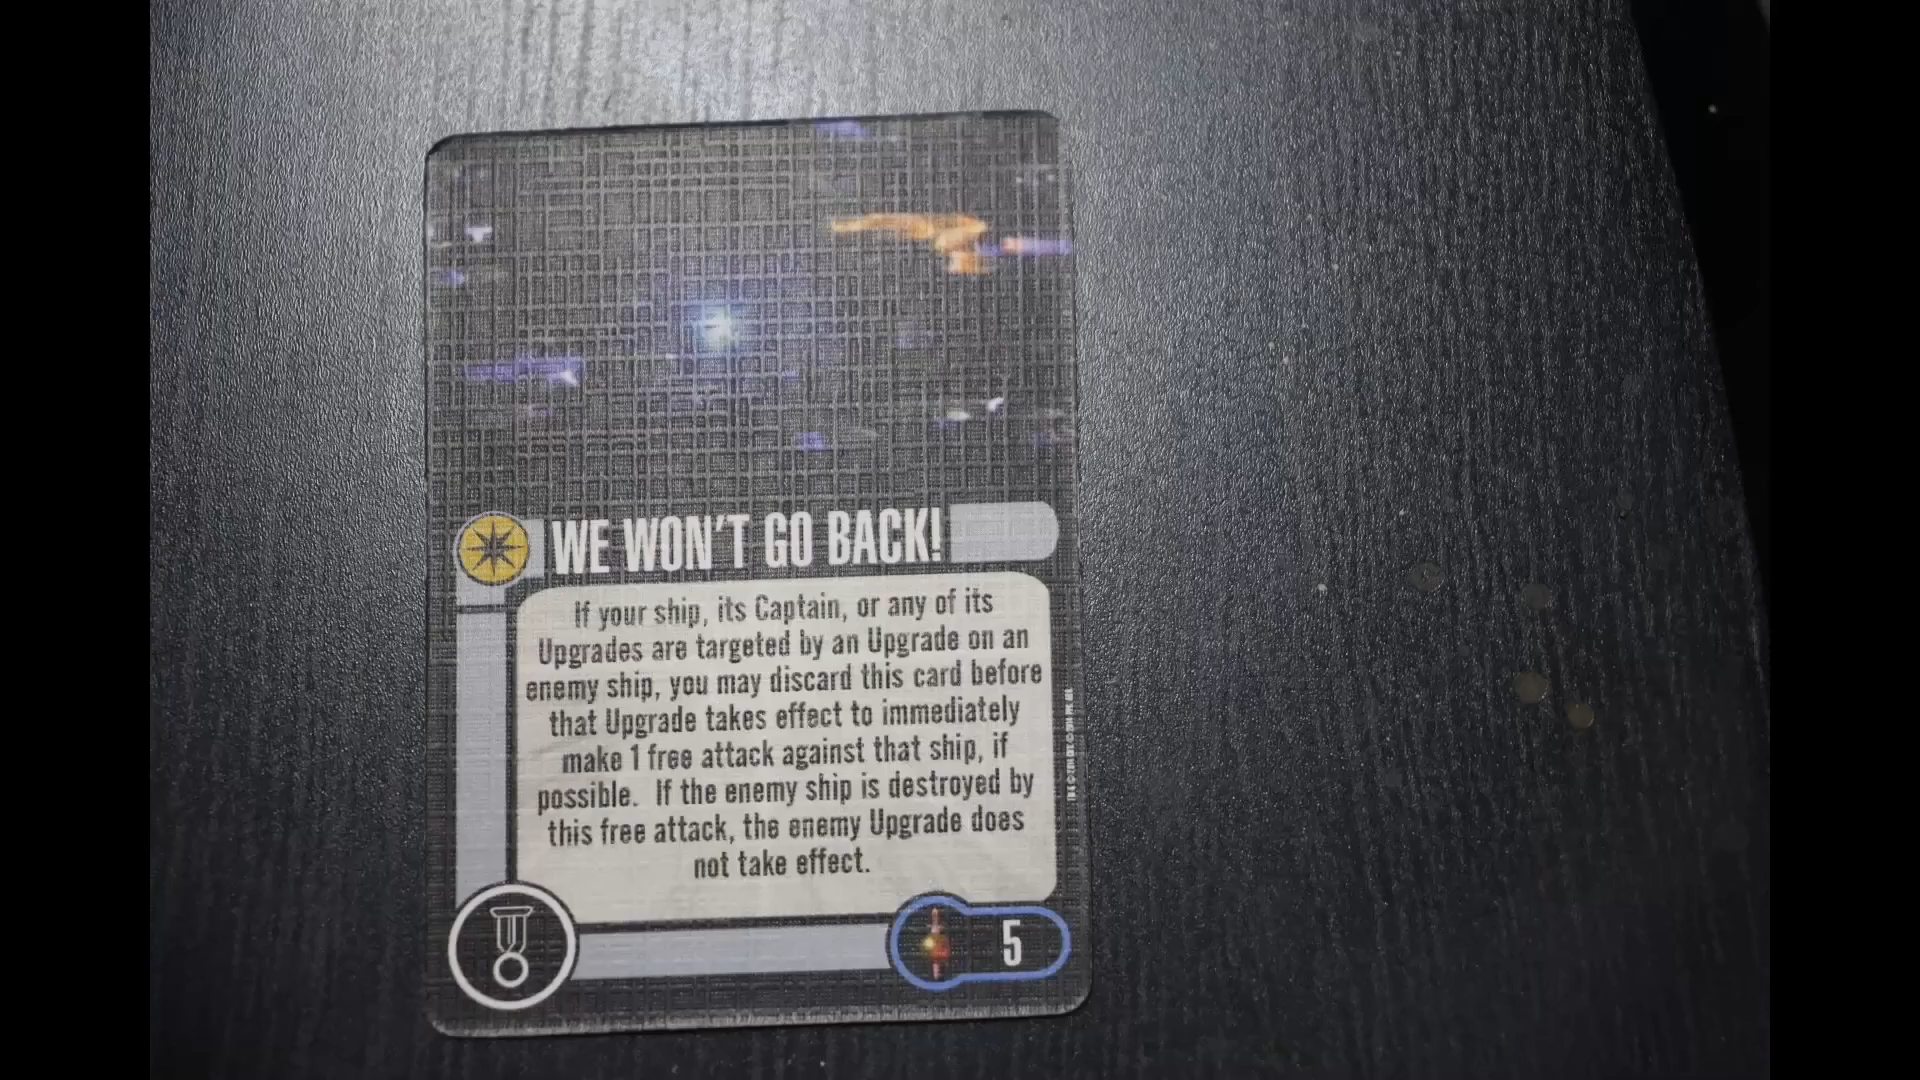 WE WON'T GO BACK!
If your ship, its Captain, or any of its
Upgrades are targeted by an Upgrade on an
enemy ship, you may discard this card before
that Upgrade takes effect to immediately
make 1 free attack against that ship, if
possible. If the enemy ship is destroyed by
this free attack, the enemy Upgrade does
not take effect.
5